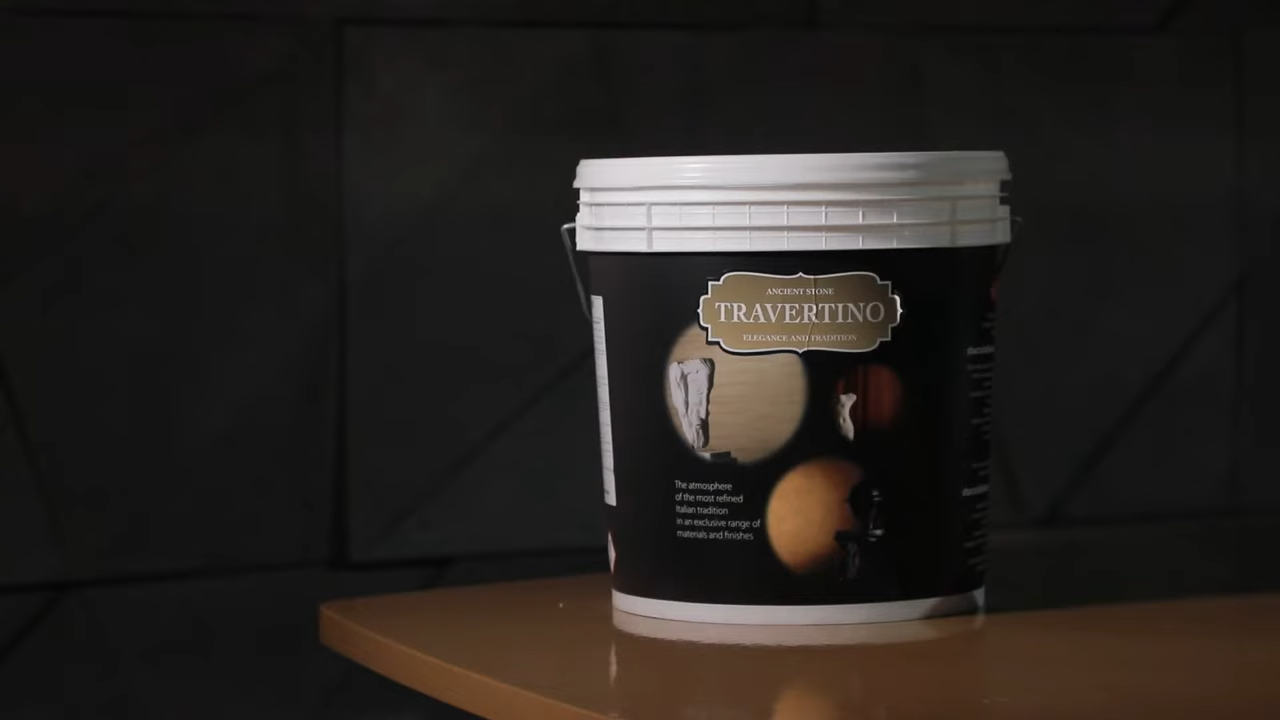 ANCIENT STONE
TRAVERTINO
ELEGANCE AND TRADITION
The atmosphere
of the most refined
Italian tradition
in an exclusive range of
materials and finishes